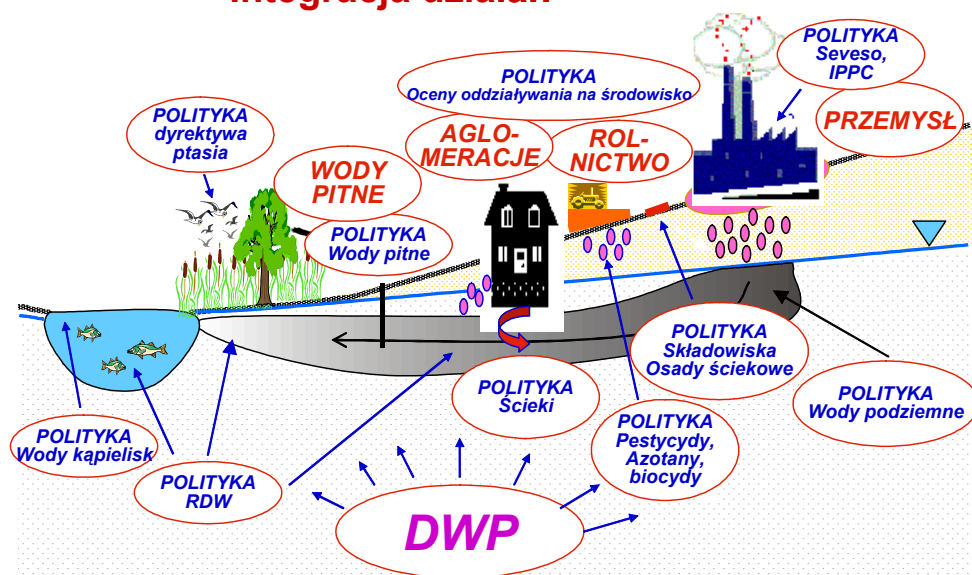 Integracja działań
POLITYKA
Seveso,
IPPC
POLITYKA
Oceny oddziaływania na środowisko
POLITYKA
dyrektywa
ptasia
AGLO-
MERACJE
ROL-
NICTWO
PRZEMYSŁ
WODY
PITNE
POLITYKA
Wody pitne
POLITYKA
Składowiska
Osady ściekowe
POLITYKA
Ścieki
POLITYKA
Wody podziemne
POLITYKA
Pestycydy,
Azotany,
biocydy
POLITYKA
Wody kąpielisk
POLITYKA
RDW
DWP